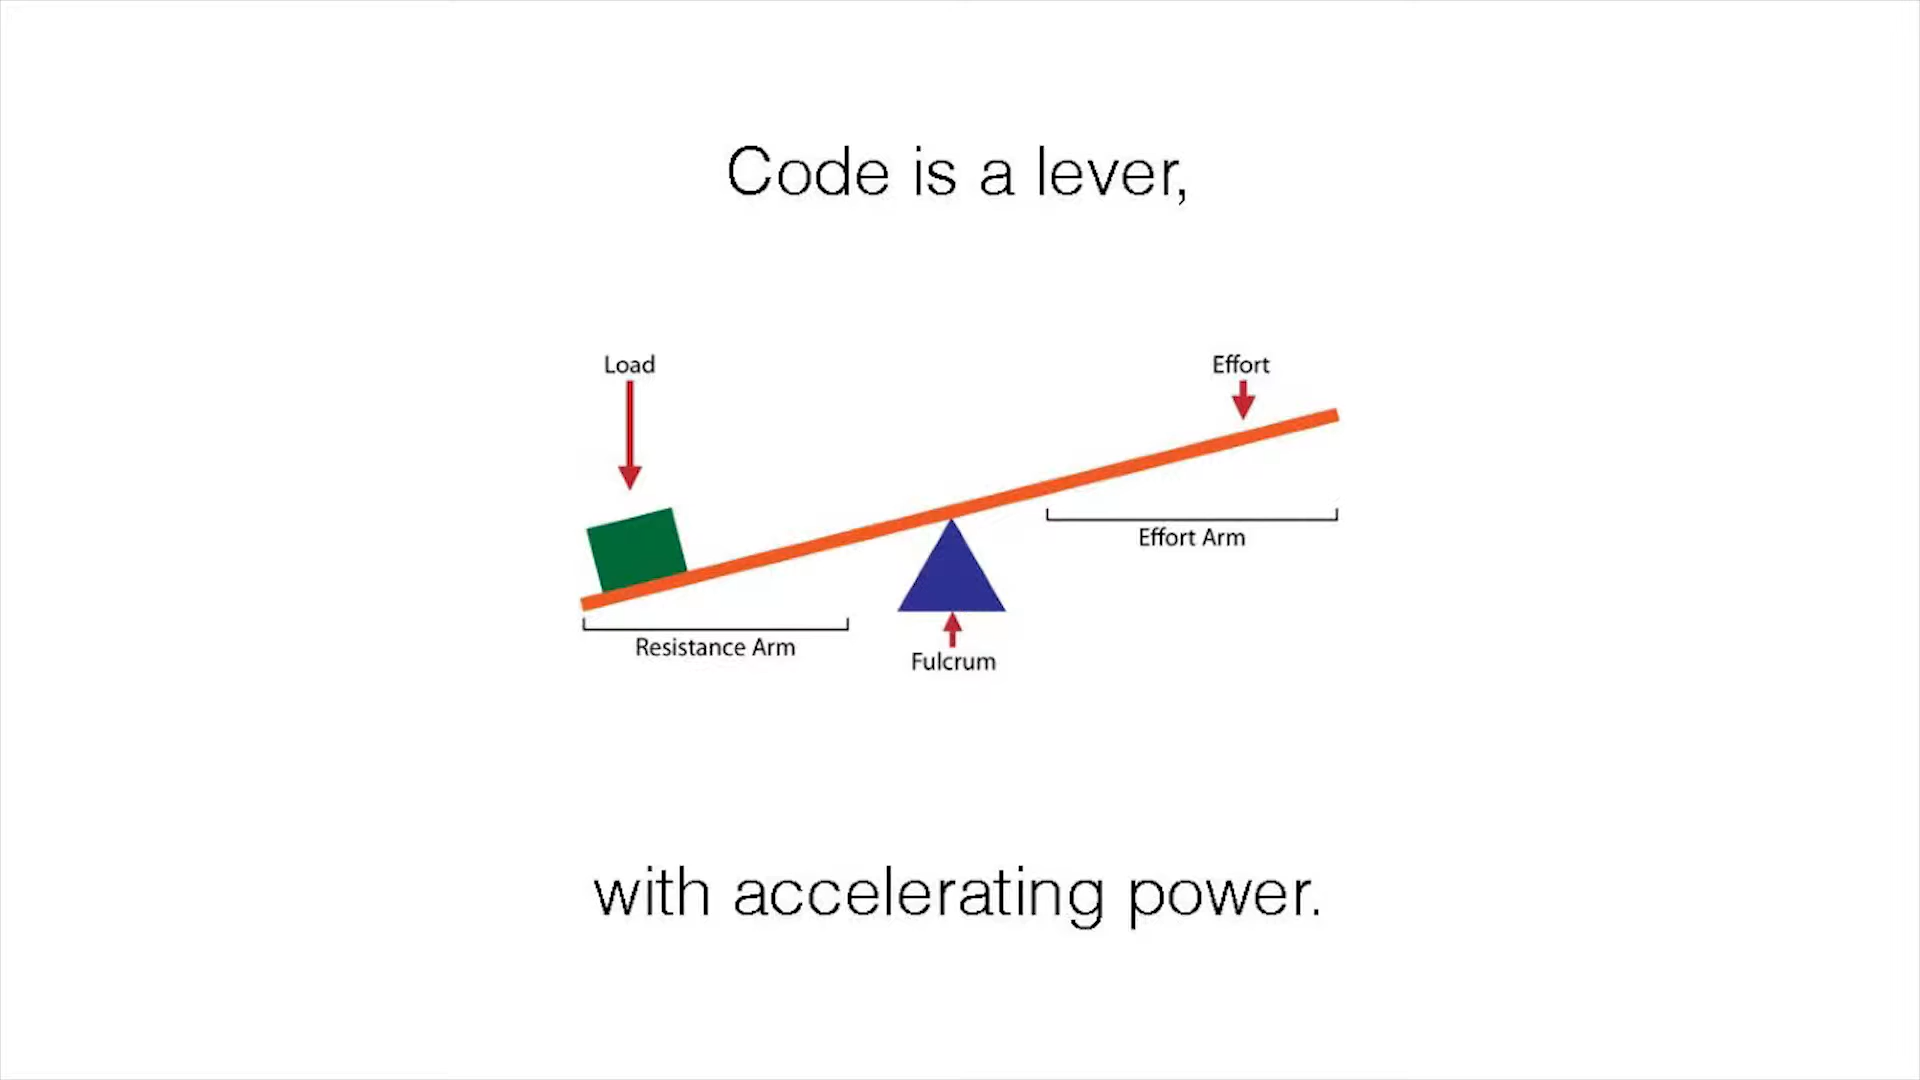 Code is a lever,
Load
Effort
Effort Arm
Resistance Arm
Fulcrum
with accelerating power.